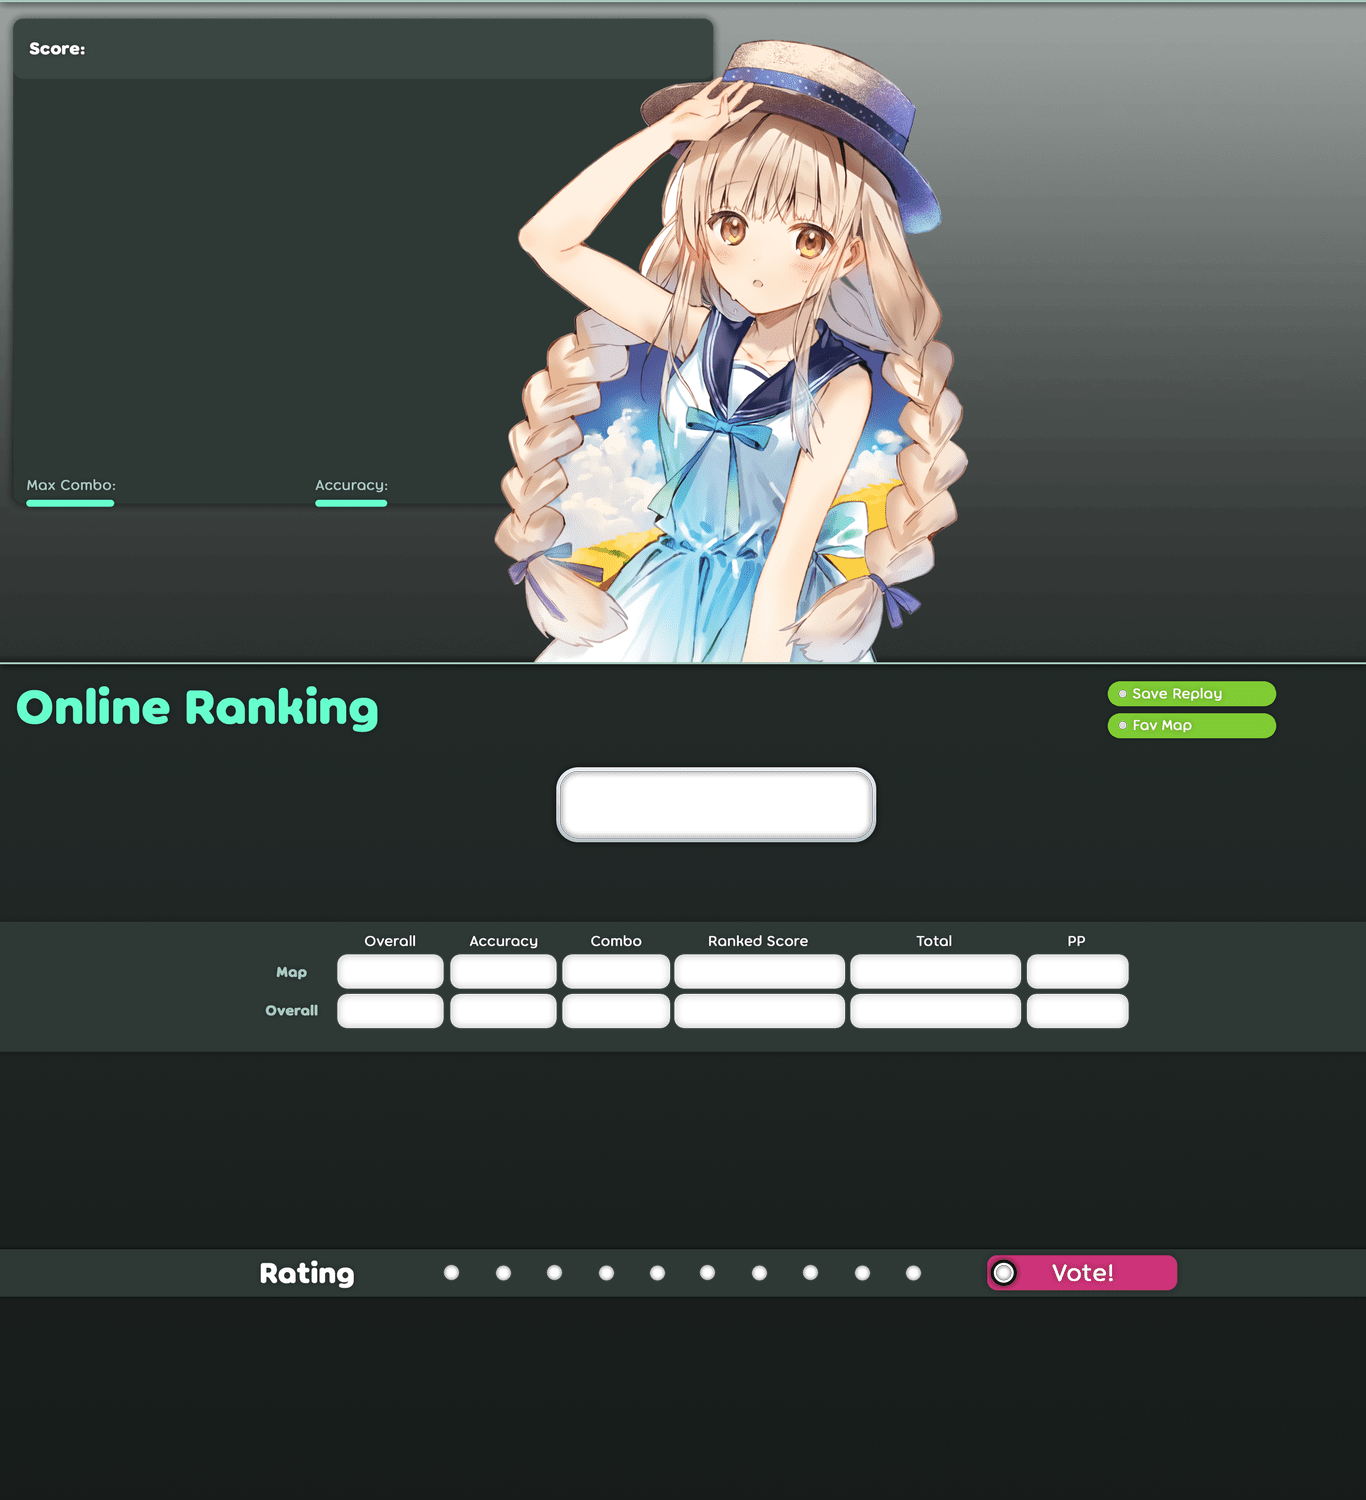 Score:
Max Combo:
Accuracy:
Online Ranking
Save Replay
Fav Map
Overall
Accuracy
Combo
Ranked Score
Total
PP
Map
Overall
Rating
Vote!